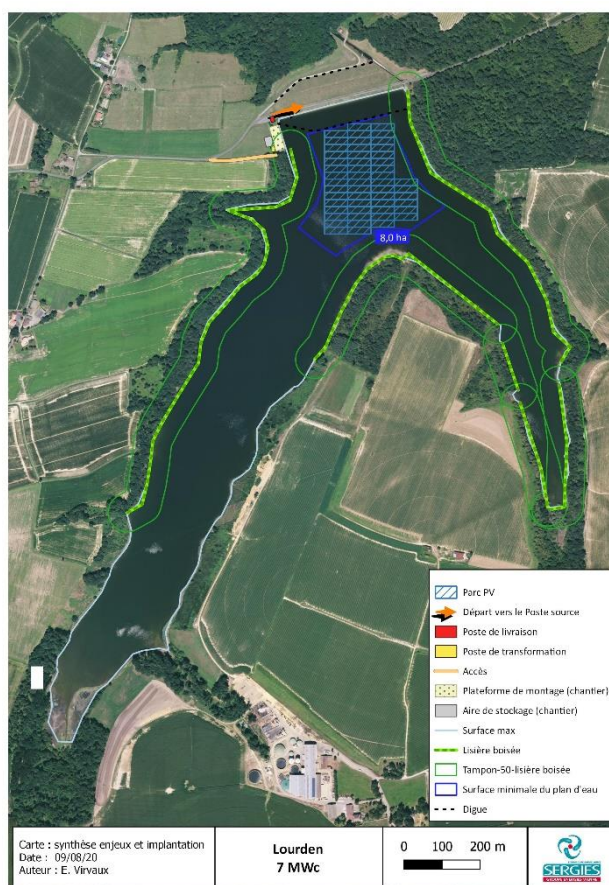 8,0 ha
Parc PV
Départ vers le Poste source
Poste de livraison
Poste de transformation
Accès
Plateforme de montage (chantier)
Aire de stockage (chantier)
Surface max
Lisière boisée
Tampon-50-lisière boisée
Surface minimale du plan d'eau
Digue
Carte : synthèse enjeux et implantation
Date : 09/08/20
Auteur : E. Virvaux
Lourden
7 MWc
0 100 200 m
SERGIES